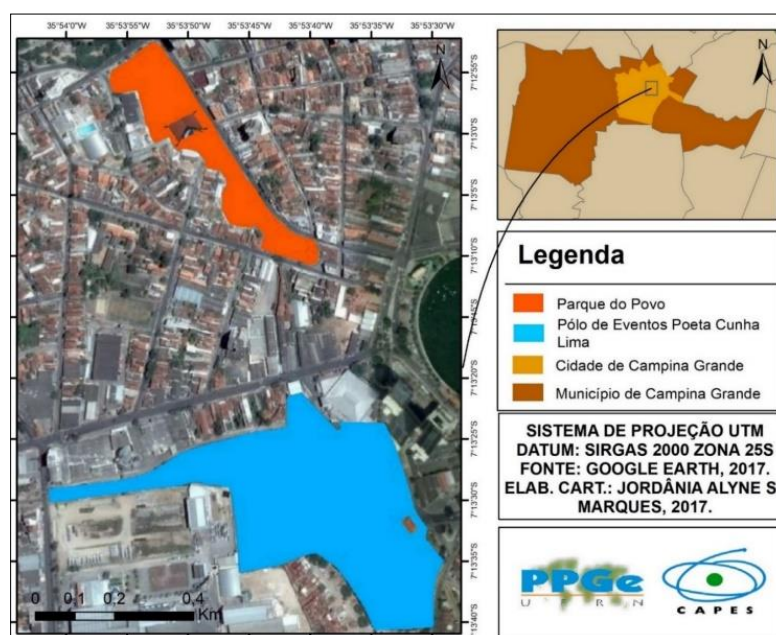 35°54'0"W 35°53'55"W 35°53'50"W 35°53'45"W 35°53'40"W 35°53'35"W 35°53'30"W
N
7°12'55"S
7°13'0"S
7°13'5"S
7°13'10"S
7°13'20"S
7°13'25"S
7°13'30"S
7°13'35"S
7°13'40"S
0 0,1 0,2 0,4
Km
N
Legenda
Parque do Povo
Pólo de Eventos Poeta Cunha
Lima
Cidade de Campina Grande
Município de Campina Grande
SISTEMA DE PROJEÇÃO UTM
DATUM: SIRGAS 2000 ZONA 25S
FONTE: GOOGLE EARTH, 2017.
ELAB. CART.: JORDÂNIA ALYNE S.
MARQUES, 2017.
PPGe
U RN
CAPES